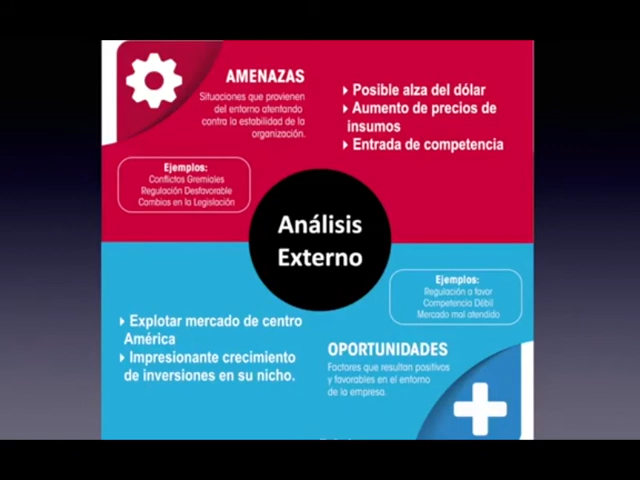 AMENAZAS
Situaciones que provienen
del entorno atentando
contra la estabilidad de la
organización.
Posible alza del dólar
Aumento de precios de
insumos
Entrada de competencia
Ejemplos:
Conflictos Gremiales
Regulación Desfavorable
Cambios en la Legislación
Análisis
Externo
Ejemplos:
Regulación a favor
Competencia Débil
Mercado mal atendido
Explotar mercado de centro
América
Impresionante crecimiento
de inversiones en su nicho.
OPORTUNIDADES
Factores que resultan positivos
y favorables en el entorno
de la empresa.